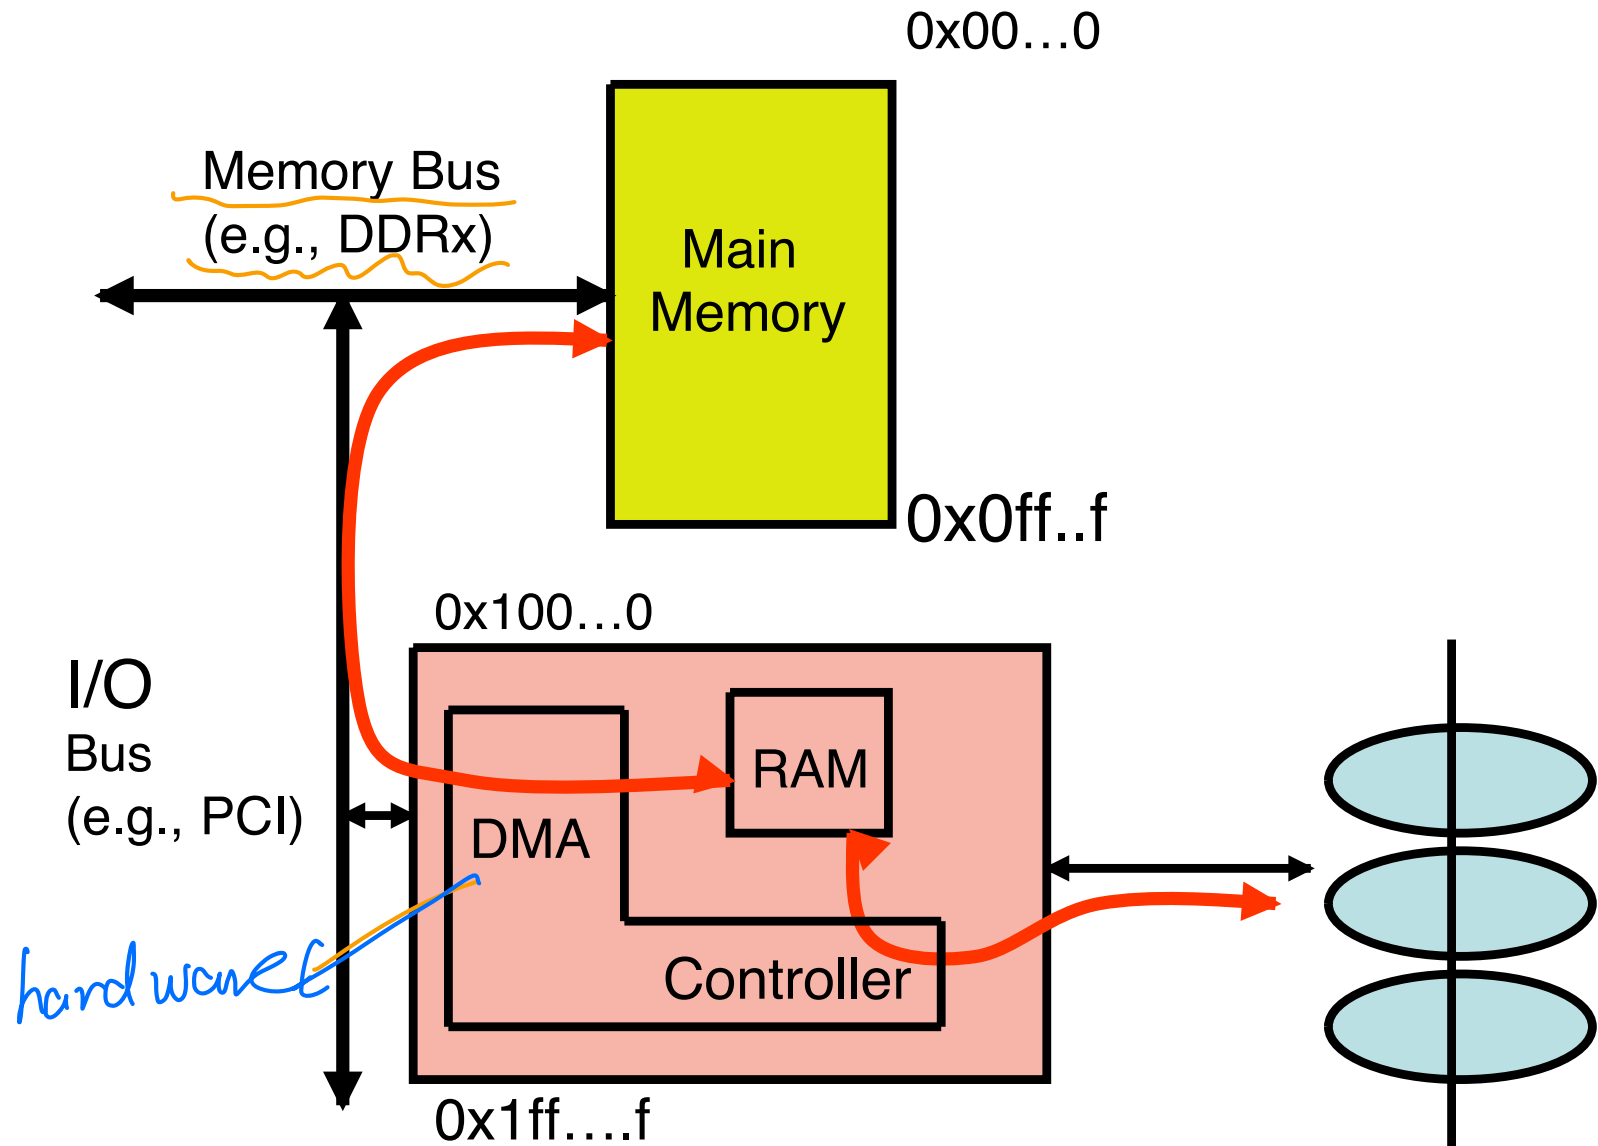 0x00…0
Memory Bus
(e.g., DDRx)
Main
Memory
0x0ff..f
0x100…0
I/O
Bus
(e.g., PCI)
RAM
DMA
hardware
Controller
0x1ff….f